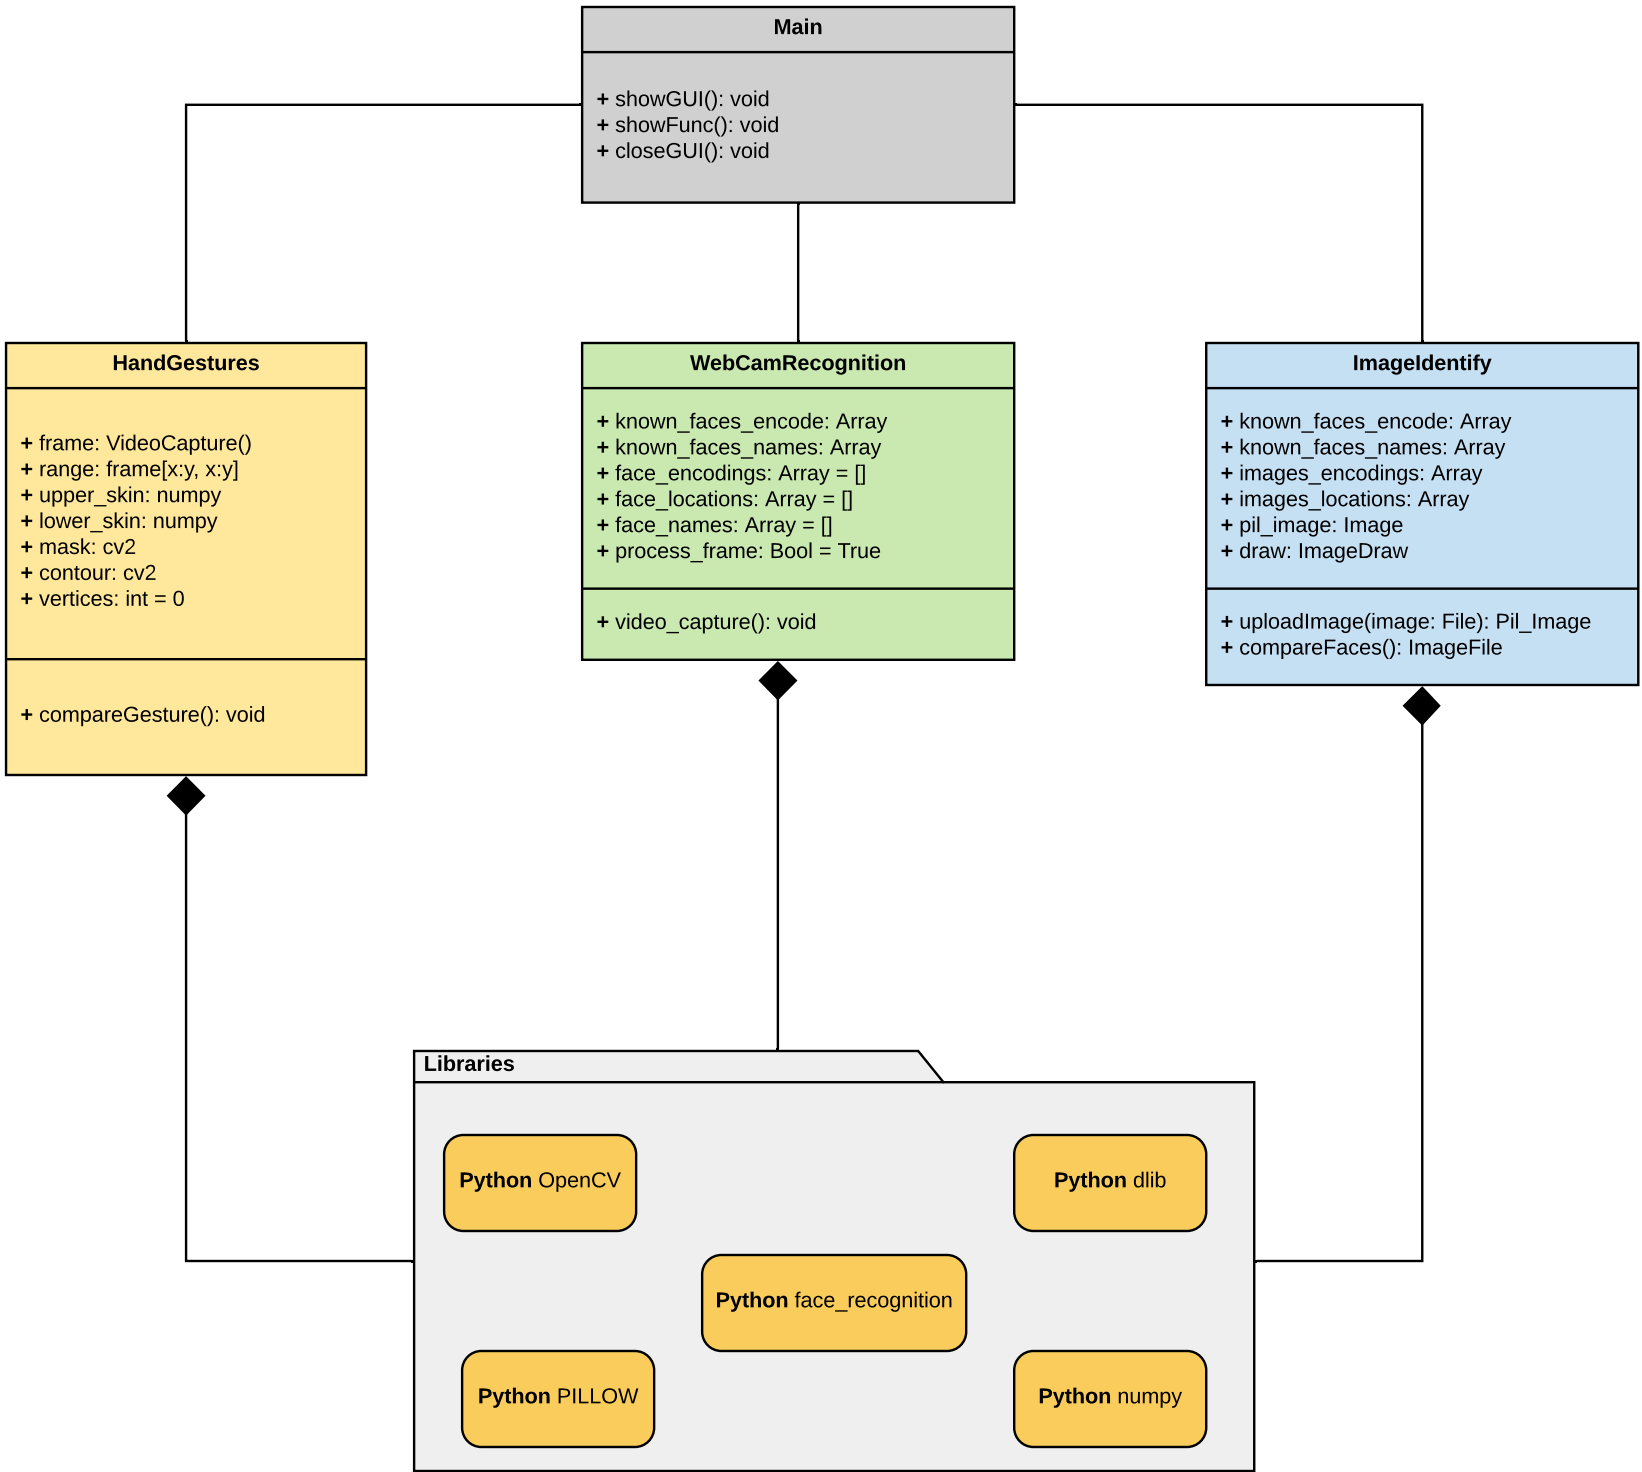 Main
+ showGUI(): void
+ showFunc(): void
+ closeGUI(): void
HandGestures
+ frame: VideoCapture()
+ range: frame[x:y, x:y]
+ upper_skin: numpy
+ lower_skin: numpy
+ mask: cv2
+ contour: cv2
+ vertices: int = 0
+ compareGesture(): void
WebCamRecognition
+ known_faces_encode: Array
+ known_faces_names: Array
+ face_encodings: Array = []
+ face_locations: Array = []
+ face_names: Array = []
+ process_frame: Bool = True
+ video_capture(): void
ImageIdentify
+ known_faces_encode: Array
+ known_faces_names: Array
+ images_encodings: Array
+ images_locations: Array
+ pil_image: Image
+ draw: ImageDraw
+ uploadImage(image: File): Pil_Image
+ compareFaces(): ImageFile
Libraries
Python OpenCV
Python dlib
Python face_recognition
Python PILLOW
Python numpy